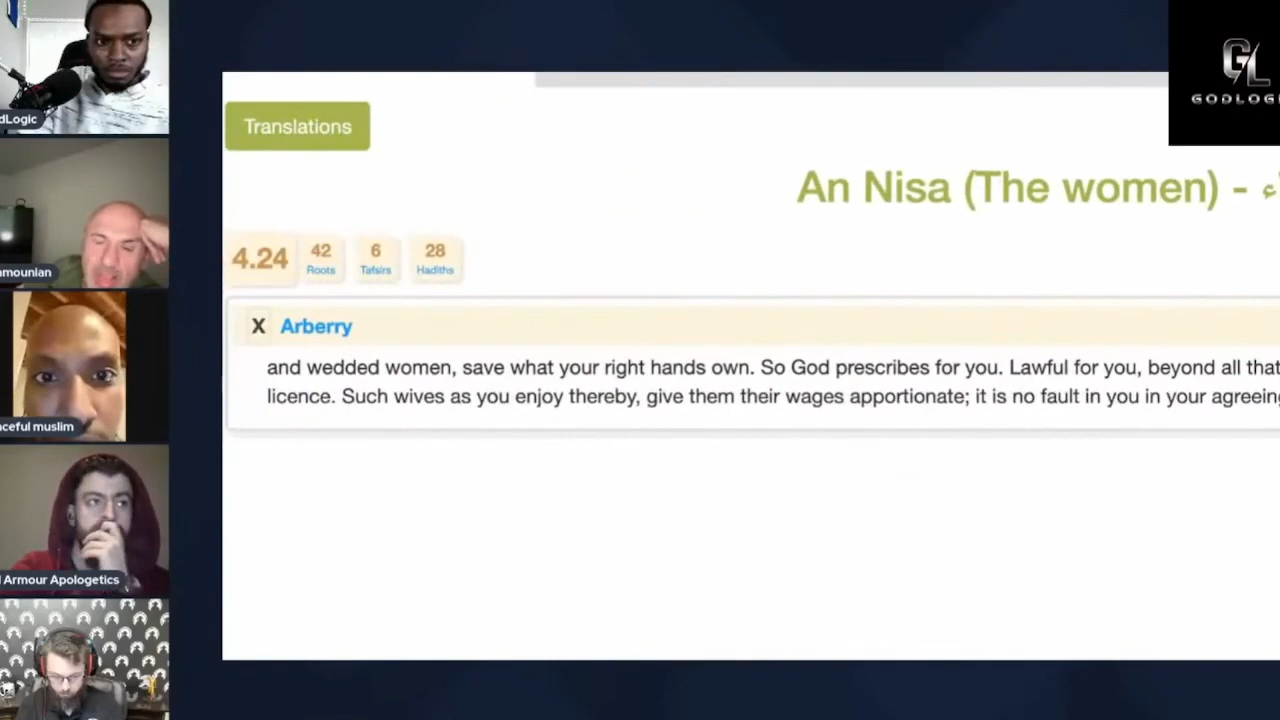 dLogic
mounian
ceful muslim
Armour Apologetics
GL
GODLOGI
Translations
An Nisa (The women) -
4.24
42
Roots
6
Tafsirs
28
Hadiths
X Arberry
and wedded women, save what your right hands own. So God prescribes for you. Lawful for you, beyond all that
licence. Such wives as you enjoy thereby, give them their wages apportionate; it is no fault in you in your agreeing